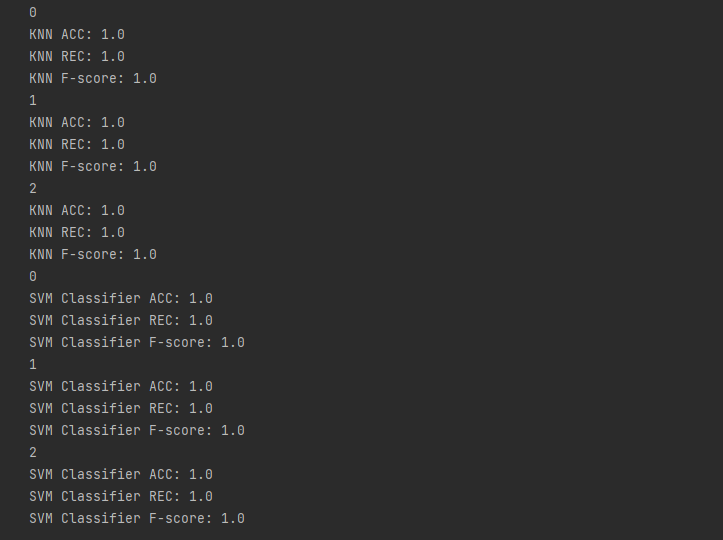 0
KNN ACC: 1.0
KNN REC: 1.0
KNN F-score: 1.0
1
KNN ACC: 1.0
KNN REC: 1.0
KNN F-score: 1.0
2
KNN ACC: 1.0
KNN REC: 1.0
KNN F-score: 1.0
0
SVM Classifier ACC: 1.0
SVM Classifier REC: 1.0
SVM Classifier F-score: 1.0
1
SVM Classifier ACC: 1.0
SVM Classifier REC: 1.0
SVM Classifier F-score: 1.0
2
SVM Classifier ACC: 1.0
SVM Classifier REC: 1.0
SVM Classifier F-score: 1.0